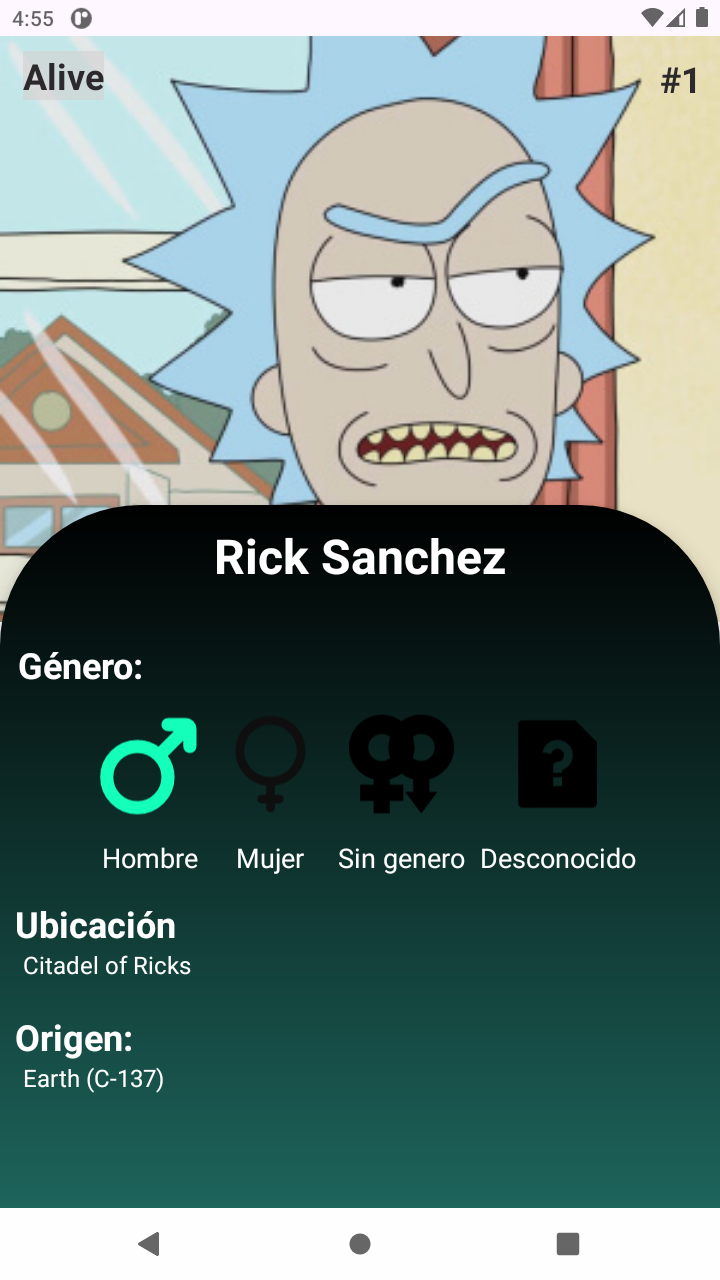 4:55
Alive
#1
Rick Sanchez
Género:
Hombre Mujer Sin genero Desconocido
Ubicación
Citadel of Ricks
Origen:
Earth (C-137)